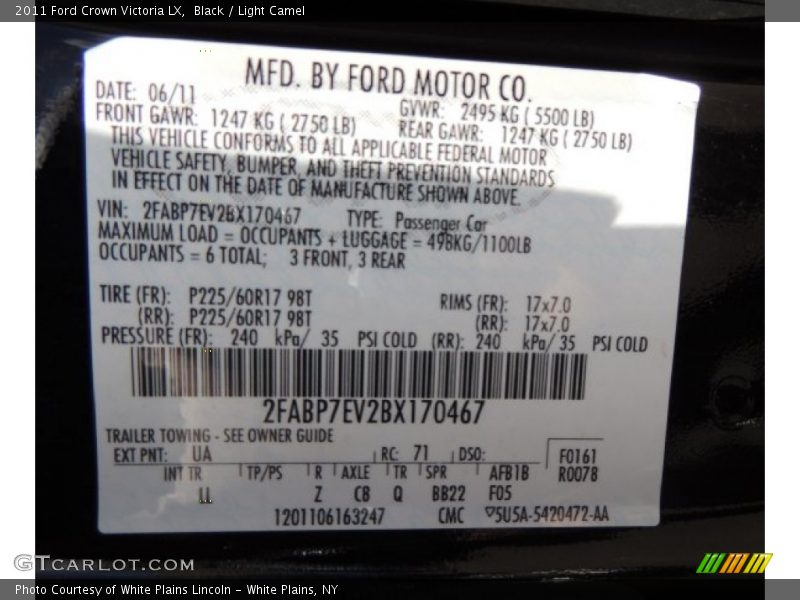 2011 Ford Crown Victoria LX, Black / Light Camel
MFD. BY FORD MOTOR CO.
DATE: 06/11 GVWR: 2495 KG ( 5500 LB)
FRONT GAWR: 1247 KG ( 2750 LB) REAR GAWR: 1247 KG ( 2750 LB)
THIS VEHICLE CONFORMS TO ALL APPLICABLE FEDERAL MOTOR
VEHICLE SAFETY, BUMPER, AND THEFT PREVENTION STANDARDS
IN EFFECT ON THE DATE OF MANUFACTURE SHOWN ABOVE.
VIN: 2FABP7EV2BX170467 TYPE: Passenger Car
MAXIMUM LOAD = OCCUPANTS + LUGGAGE = 498KG/1100LB
OCCUPANTS = 6 TOTAL; 3 FRONT, 3 REAR
TIRE (FR): P225/60R17 98T RIMS (FR): 17x7.0
(RR): P225/60R17 98T (RR): 17x7.0
PRESSURE (FR): 240 kPa/ 35 PSI COLD (RR): 240 kPa/ 35 PSI COLD
2FABP7EV2BX170467
TRAILER TOWING - SEE OWNER GUIDE
EXT PNT: UA RC: 71 DSO: F0161
INT TR TP/PS R AXLE TR SPR AFB1B R0078
LL Z C8 Q BB22 F05
1201106163247 CMC ▽5U5A-5420472-AA
GTCARLOT.COM
Photo Courtesy of White Plains Lincoln - White Plains, NY